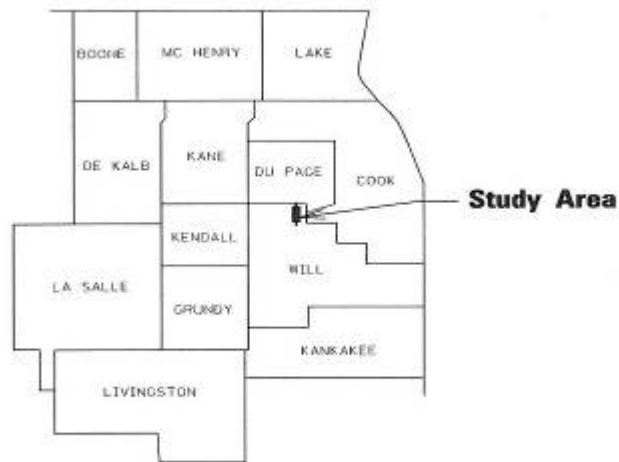 BOONE
MC HENRY
LAKE
DE KALB
KANE
DU PAGE
COOK
Study Area
KENDALL
WILL
LA SALLE
GRUNDY
KANKAKEE
LIVINGSTON